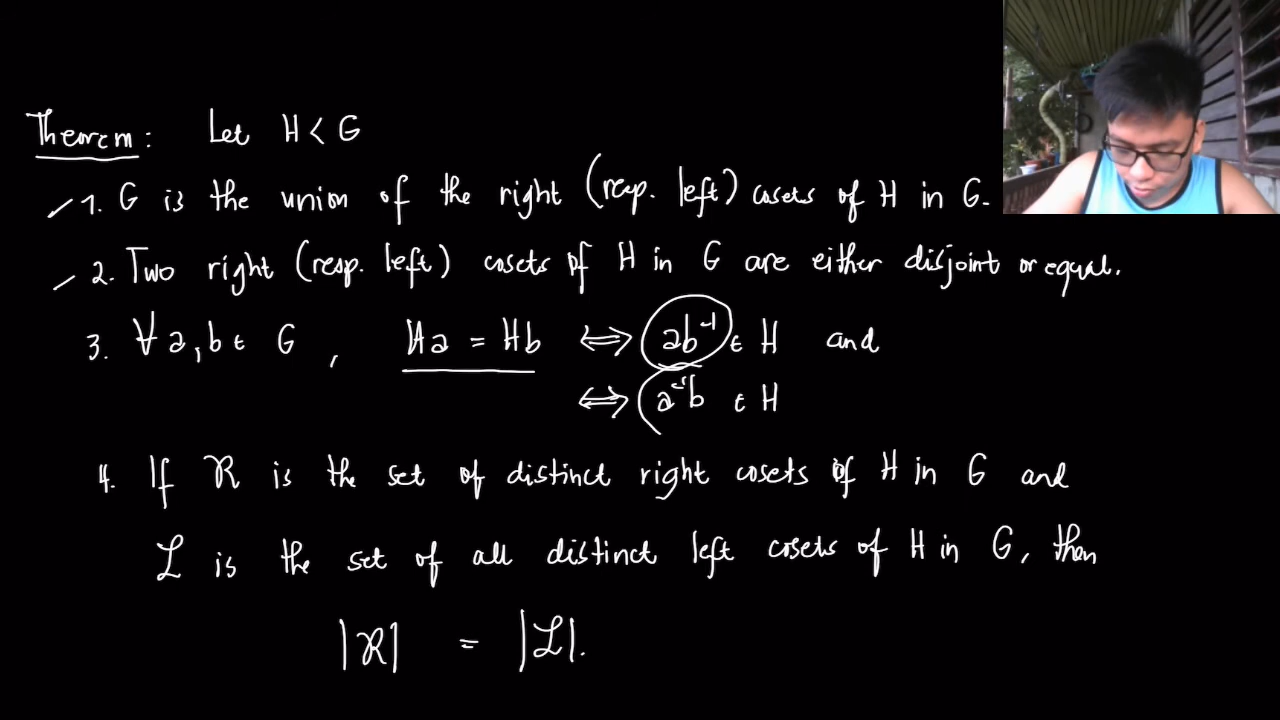 Theorem: Let H < G
1. G is the union of the right (resp. left) cosets of H in G.
2. Two right (resp. left) cosets of H in G are either disjoint or equal.
3. ∀ a, b ∈ G, Ha = Hb ⟺ ab⁻¹ ∈ H and
⟺ a⁻¹b ∈ H
4. If ℛ is the set of distinct right cosets of H in G and
ℒ is the set of all distinct left cosets of H in G, then
|ℛ| = |ℒ|.